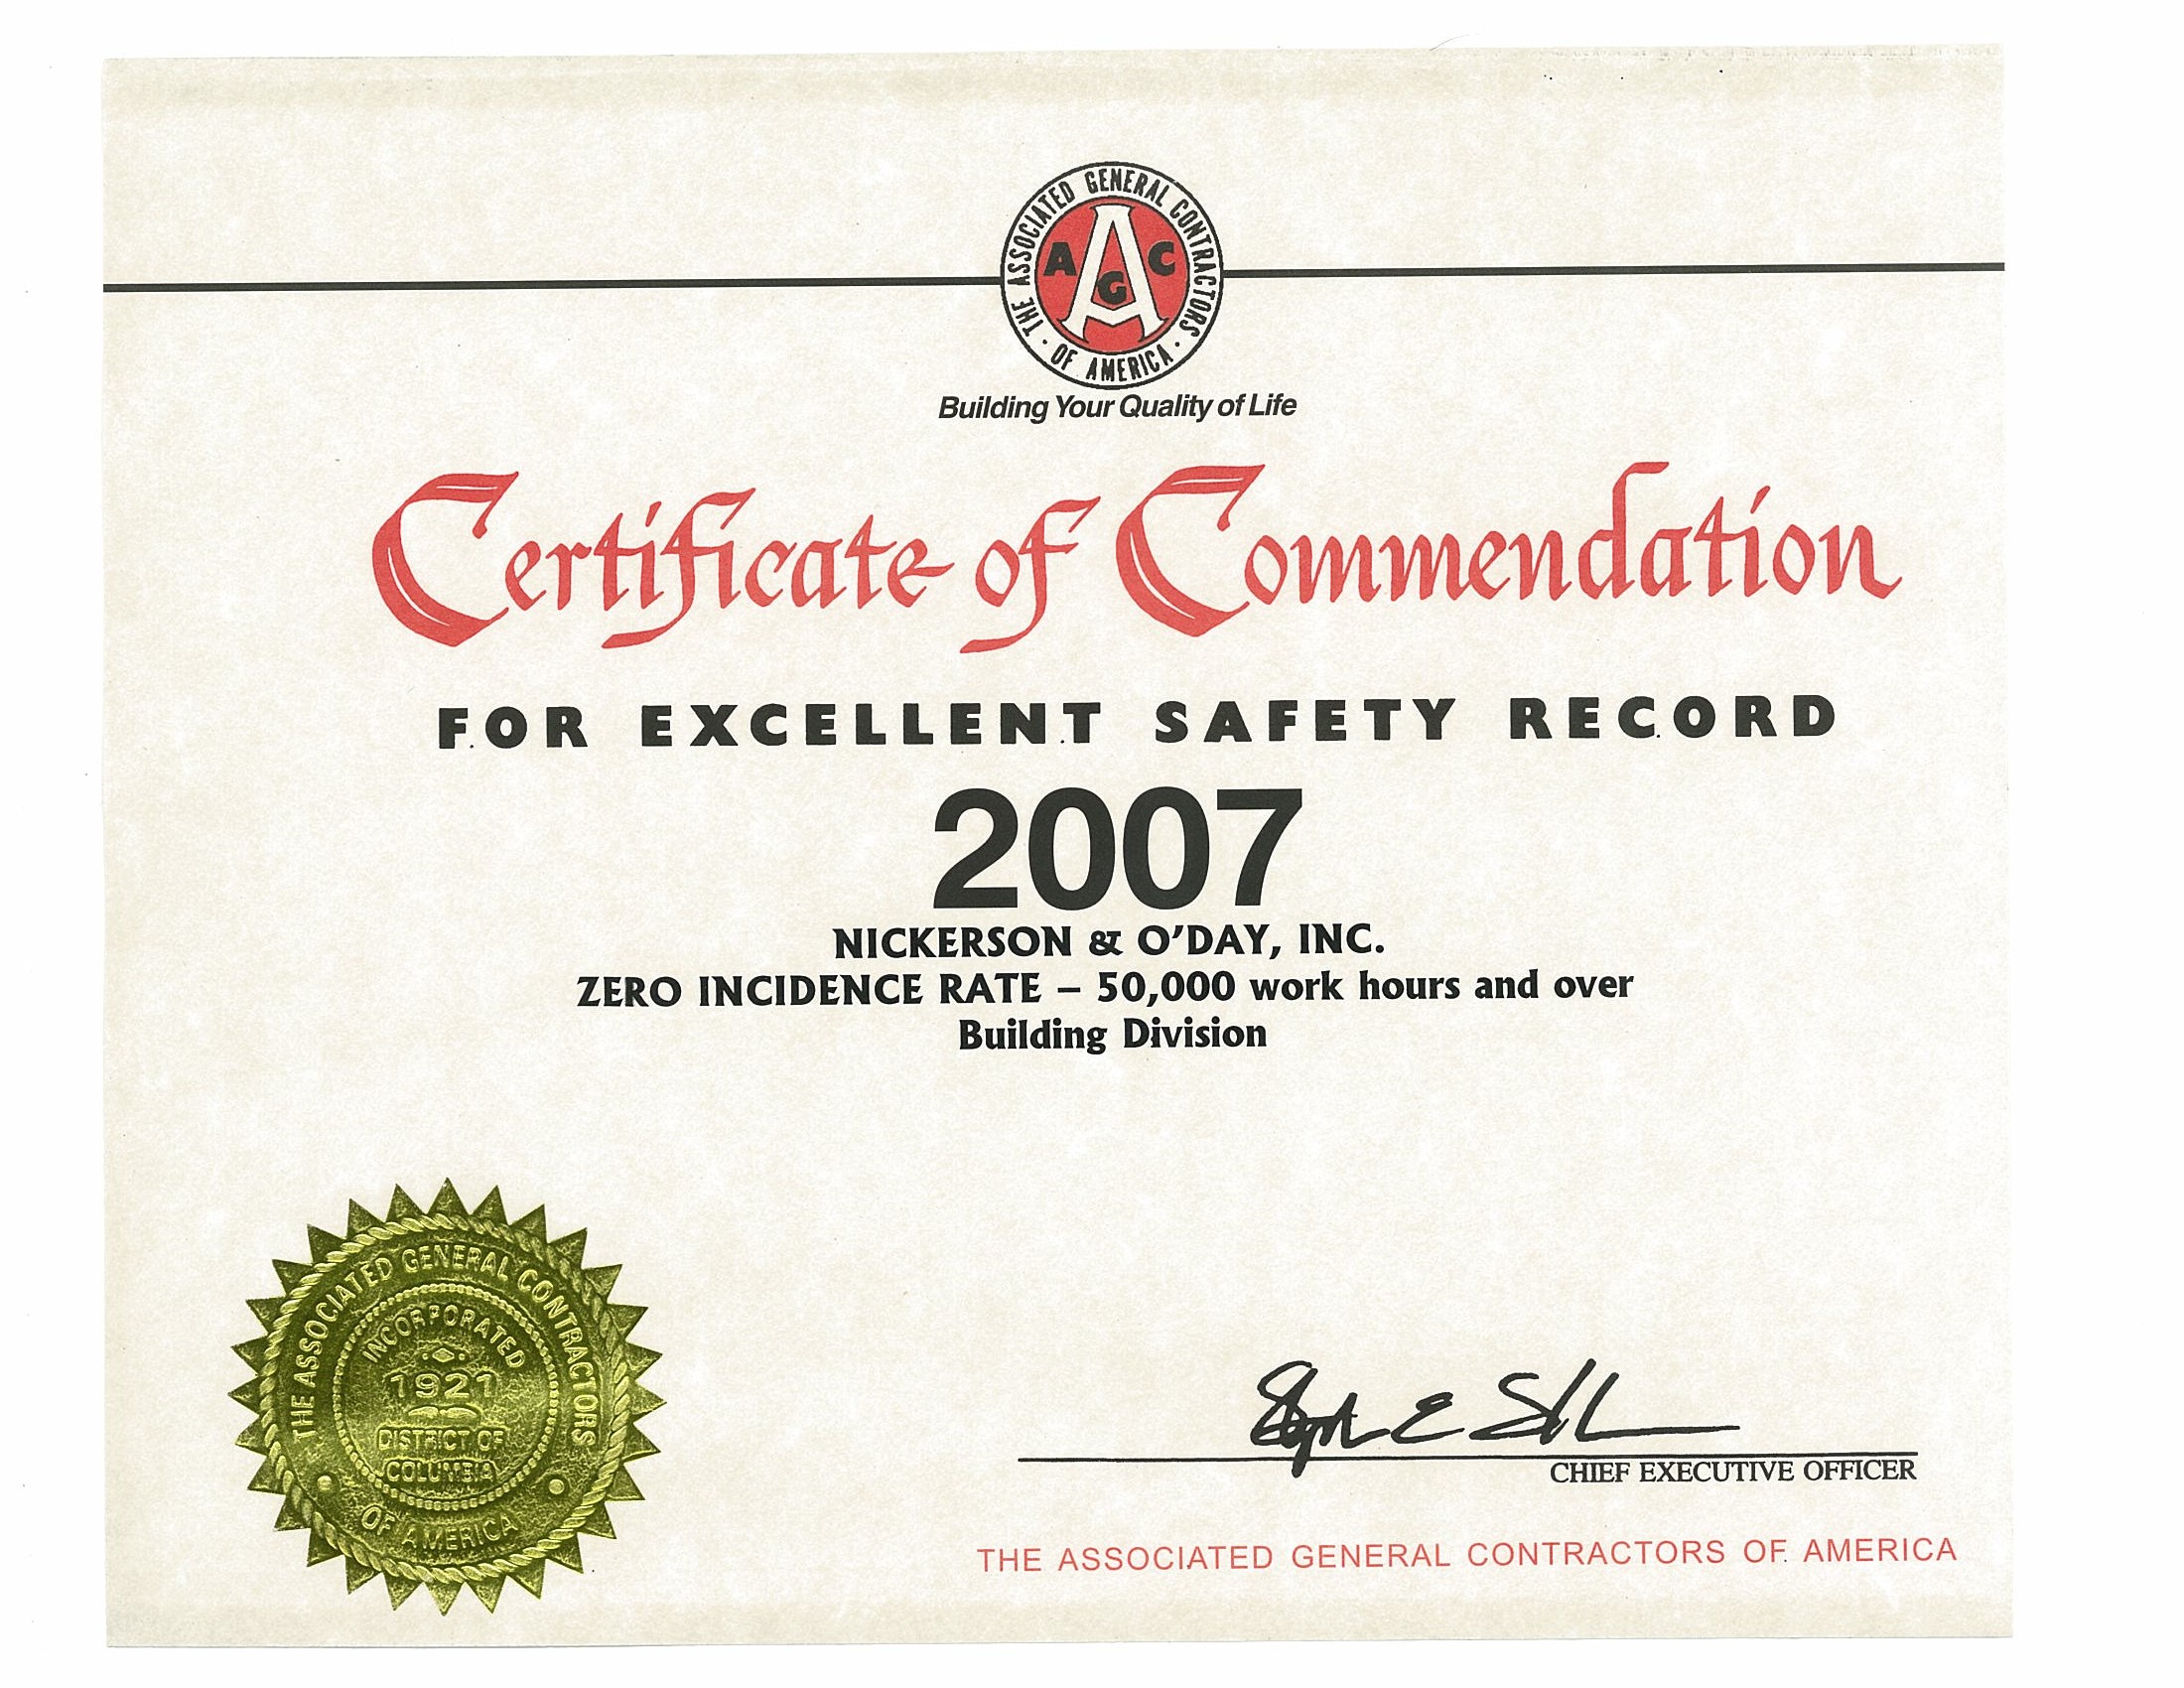 THE ASSOCIATED GENERAL CONTRACTORS
OF AMERICA
A G C
Building Your Quality of Life
Certificate of Commendation
FOR EXCELLENT SAFETY RECORD
2007
NICKERSON & O'DAY, INC.
ZERO INCIDENCE RATE – 50,000 work hours and over
Building Division
THE ASSOCIATED GENERAL CONTRACTORS
OF AMERICA
INCORPORATED
1921
DISTRICT OF
COLUMBIA
CHIEF EXECUTIVE OFFICER
THE ASSOCIATED GENERAL CONTRACTORS OF AMERICA